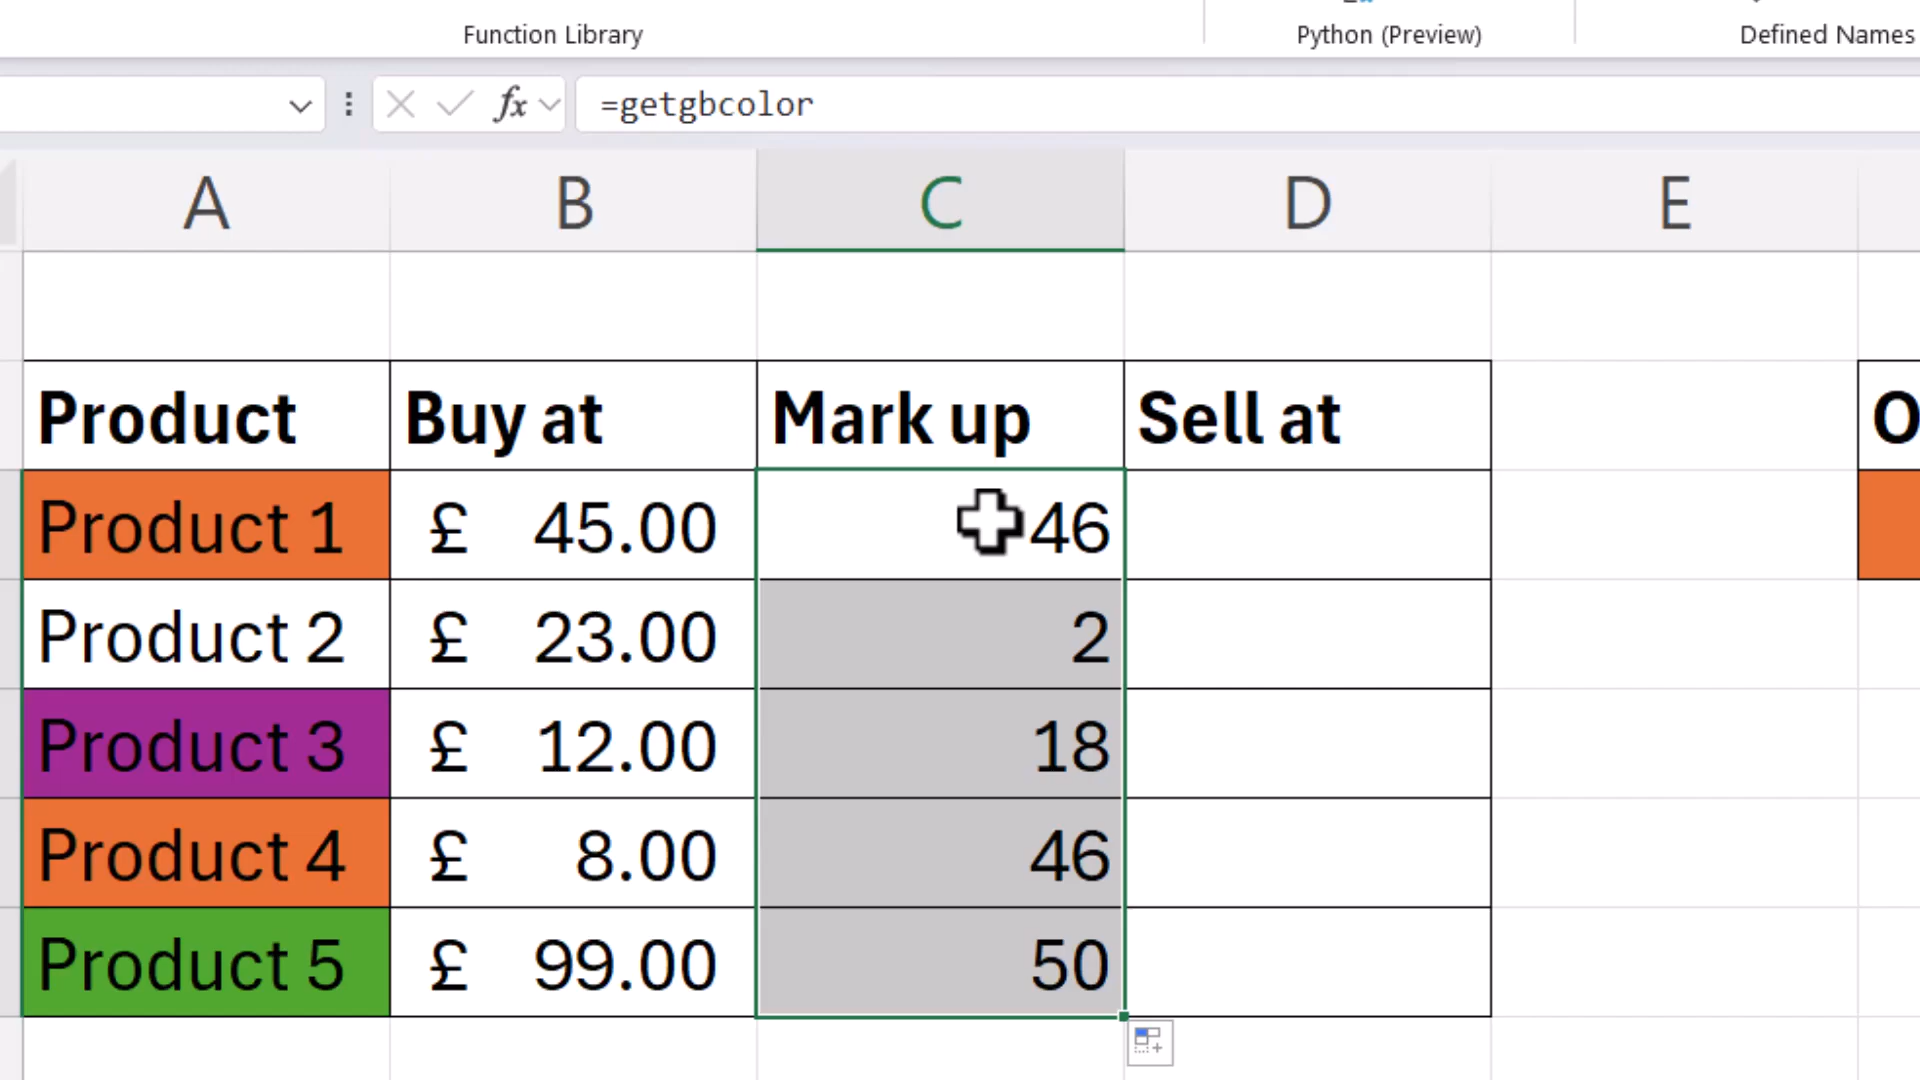 Function Library Python (Preview) Defined Names
fx =getgbcolor
A B C D E
Product Buy at Mark up Sell at
Product 1 £ 45.00 46
Product 2 £ 23.00 2
Product 3 £ 12.00 18
Product 4 £ 8.00 46
Product 5 £ 99.00 50